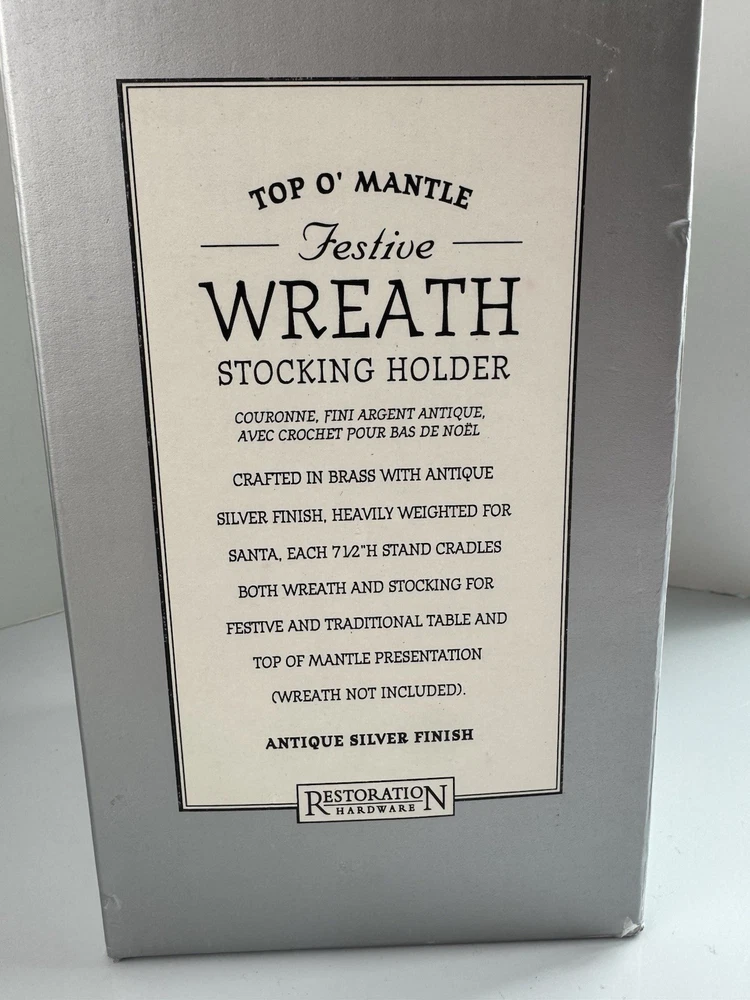 TOP O' MANTLE
Festive
WREATH
STOCKING HOLDER
COURONNE, FINI ARGENT ANTIQUE,
AVEC CROCHET POUR BAS DE NOËL
CRAFTED IN BRASS WITH ANTIQUE
SILVER FINISH, HEAVILY WEIGHTED FOR
SANTA, EACH 7 1/2"H STAND CRADLES
BOTH WREATH AND STOCKING FOR
FESTIVE AND TRADITIONAL TABLE AND
TOP OF MANTLE PRESENTATION
(WREATH NOT INCLUDED).
ANTIQUE SILVER FINISH
RESTORATION
HARDWARE